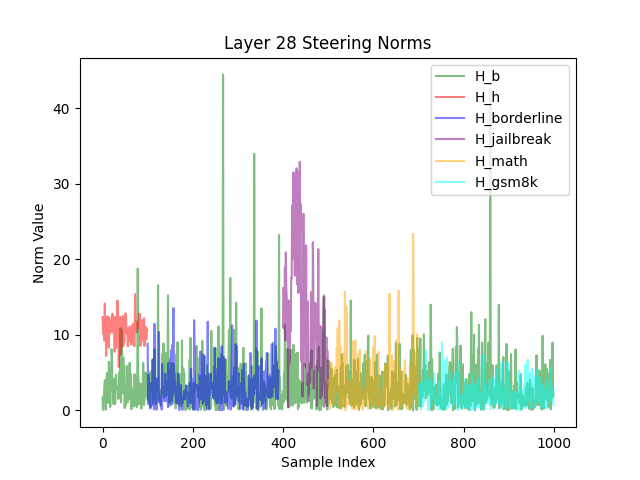 Layer 28 Steering Norms
H_b
H_h
H_borderline
H_jailbreak
H_math
H_gsm8k
Norm Value
40
30
20
10
0
0
200
400
600
800
1000
Sample Index